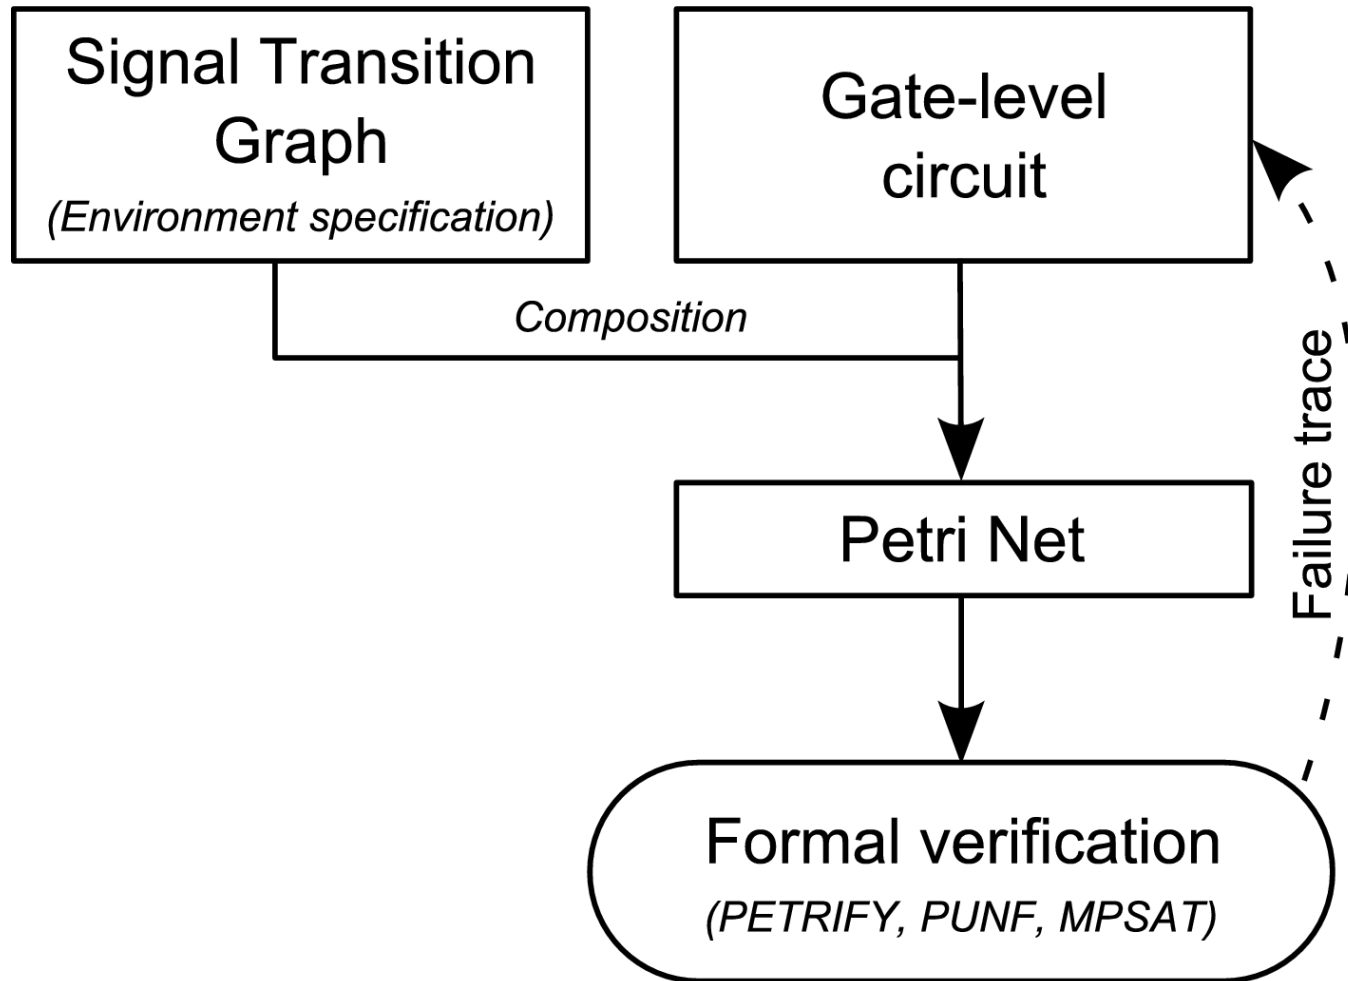 Signal Transition
Graph
(Environment specification)
Gate-level
circuit
Composition
Failure trace
Petri Net
Formal verification
(PETRIFY, PUNF, MPSAT)